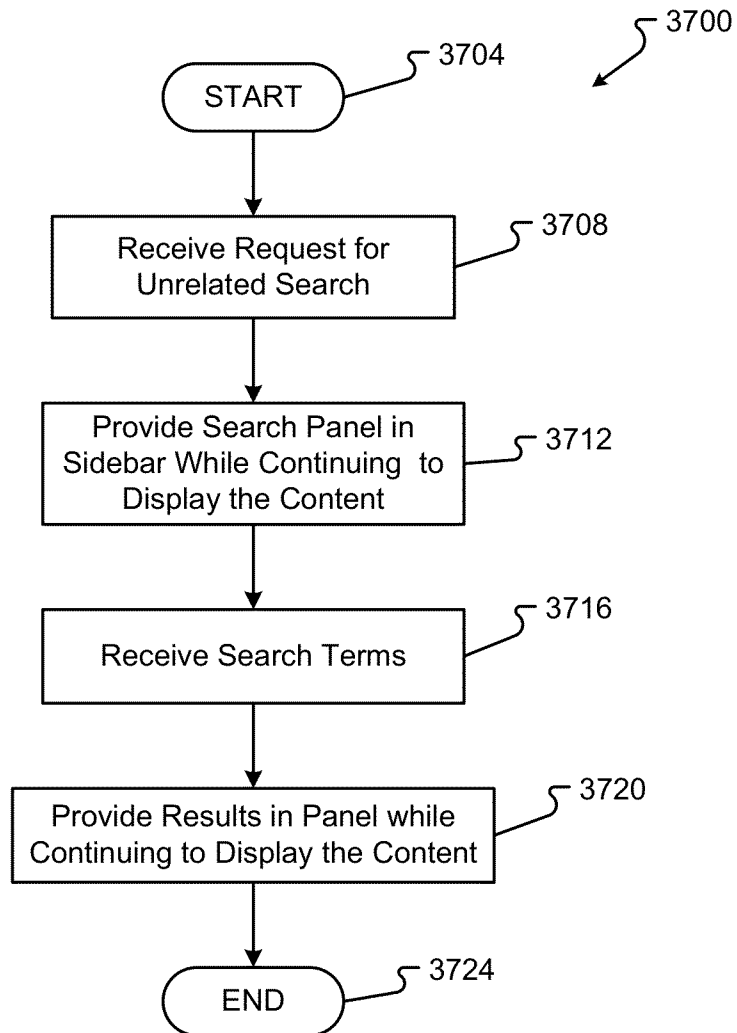 3700
3704
START
3708
Receive Request for
Unrelated Search
3712
Provide Search Panel in
Sidebar While Continuing to
Display the Content
3716
Receive Search Terms
3720
Provide Results in Panel while
Continuing to Display the Content
3724
END